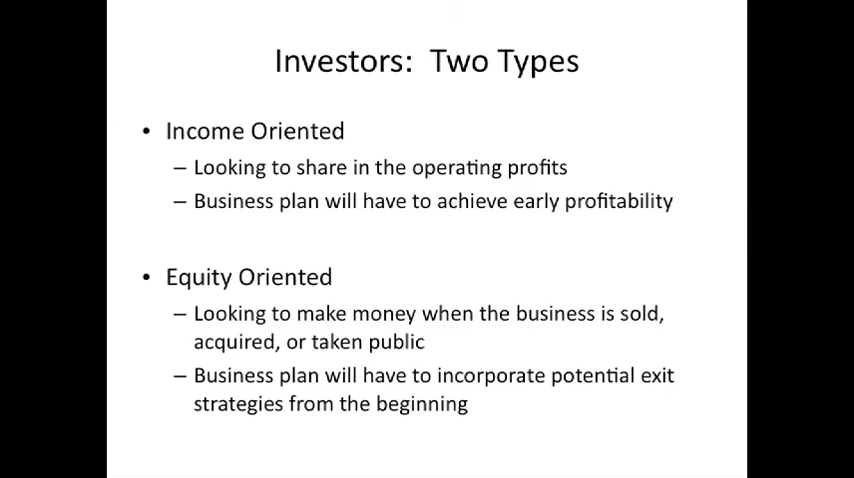 Investors:  Two Types
• Income Oriented
– Looking to share in the operating profits
– Business plan will have to achieve early profitability
• Equity Oriented
– Looking to make money when the business is sold,
acquired, or taken public
– Business plan will have to incorporate potential exit
strategies from the beginning